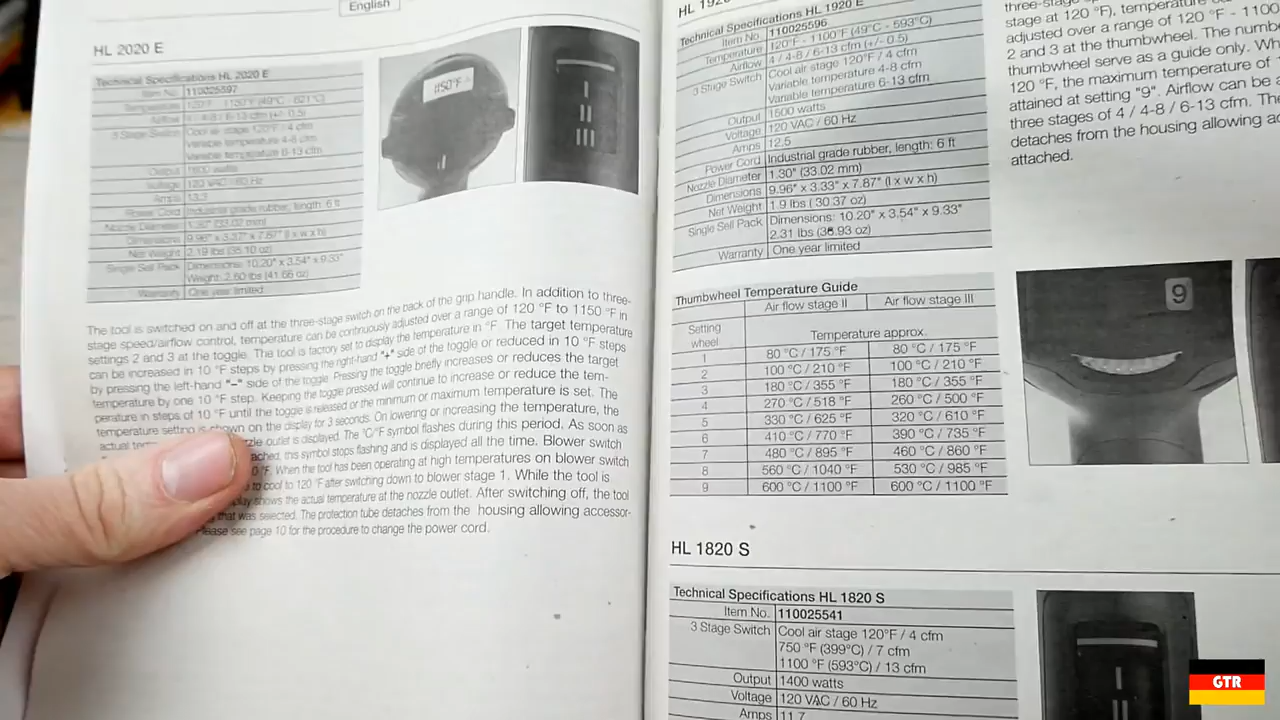 English
HL 2020 E
Technical Specifications HL 2020 E
Item No. 110025597
Temperature 120°F - 1150°F (49°C - 621°C)
Airflow 4 / 4-8 / 6-13 cfm (+/- 0.5)
3 Stage Switch Cool air stage 120°F / 4 cfm
Variable temperature 4-8 cfm
Variable temperature 6-13 cfm
Output
Voltage 120 VAC / 60 Hz
Amps
Power Cord Industrial grade rubber, length: 6 ft
Nozzle Diameter 1.30" (33.02 mm)
Dimensions 9.96" x 3.37" x 7.87" (l x w x h)
Net Weight 2.19 lbs (35.10 oz)
Single Sell Pack Dimensions: 10.20" x 3.54" x 9.33"
Weight: 2.60 lbs (41.66 oz)
Warranty One year limited
I
II
III
The tool is switched on and off at the three-stage switch on the back of the grip handle. In addition to three-
stage speed/airflow control, temperature can be continuously adjusted over a range of 120 °F to 1150 °F in
settings 2 and 3 at the toggle. The tool is factory set to display the temperature in °F. The target temperature
can be increased in 10 °F steps by pressing the right-hand "+" side of the toggle or reduced in 10 °F steps
by pressing the left-hand "–" side of the toggle. Pressing the toggle briefly increases or reduces the target
temperature by one 10 °F step. Keeping the toggle pressed will continue to increase or reduce the tem-
perature in steps of 10 °F until the toggle is released or the minimum or maximum temperature is set. The
temperature setting is shown on the display for 3 seconds. On lowering or increasing the temperature, the
actual zzle outlet is displayed. The °C/°F symbol flashes during this period. As soon as
ached, this symbol stops flashing and is displayed all the time. Blower switch
0 °F. When the tool has been operating at high temperatures on blower switch
to cool to 120 °F after switching down to blower stage 1. While the tool is
play shows the actual temperature at the nozzle outlet. After switching off, the tool
that was selected. The protection tube detaches from the housing allowing accessor-
lease see page 10 for the procedure to change the power cord.
HL 1920
Technical Specifications HL 1920 E
Item No. 110025596
Temperature 120°F - 1100°F (49°C - 593°C)
Airflow 4 / 4-8 / 6-13 cfm (+/- 0.5)
3 Stage Switch Cool air stage 120°F / 4 cfm
Variable temperature 4-8 cfm
Variable temperature 6-13 cfm
Output 1500 watts
Voltage 120 VAC / 60 Hz
Amps 12.5
Power Cord Industrial grade rubber, length: 6 ft
Nozzle Diameter 1.30" (33.02 mm)
Dimensions 9.96" x 3.33" x 7.87" (l x w x h)
Net Weight 1.9 lbs ( 30.37 oz)
Single Sell Pack Dimensions: 10.20" x 3.54" x 9.33"
2.31 lbs (36.93 oz)
Warranty One year limited
three-stage
stage at 120 °F), temperature
adjusted over a range of 120 °F - 1100
2 and 3 at the thumbwheel. The numb
thumbwheel serve as a guide only. Wh
120 °F, the maximum temperature of
attained at setting "9". Airflow can be
three stages of 4 / 4-8 / 6-13 cfm. The
detaches from the housing allowing ac
attached.
Thumbwheel Temperature Guide
Air flow stage II Air flow stage III
Setting wheel Temperature approx.
1 80 °C / 175 °F 80 °C / 175 °F
2 100 °C / 210 °F 100 °C / 210 °F
3 180 °C / 355 °F 180 °C / 355 °F
4 270 °C / 518 °F 260 °C / 500 °F
5 330 °C / 625 °F 320 °C / 610 °F
6 410 °C / 770 °F 390 °C / 735 °F
7 480 °C / 895 °F 460 °C / 860 °F
8 560 °C / 1040 °F 530 °C / 985 °F
9 600 °C / 1100 °F 600 °C / 1100 °F
9
HL 1820 S
Technical Specifications HL 1820 S
Item No. 110025541
3 Stage Switch Cool air stage 120°F / 4 cfm
750 °F (399°C) / 7 cfm
1100 °F (593°C) / 13 cfm
Output 1400 watts
Voltage 120 VAC / 60 Hz
Amps 11.7
I
II
GTR